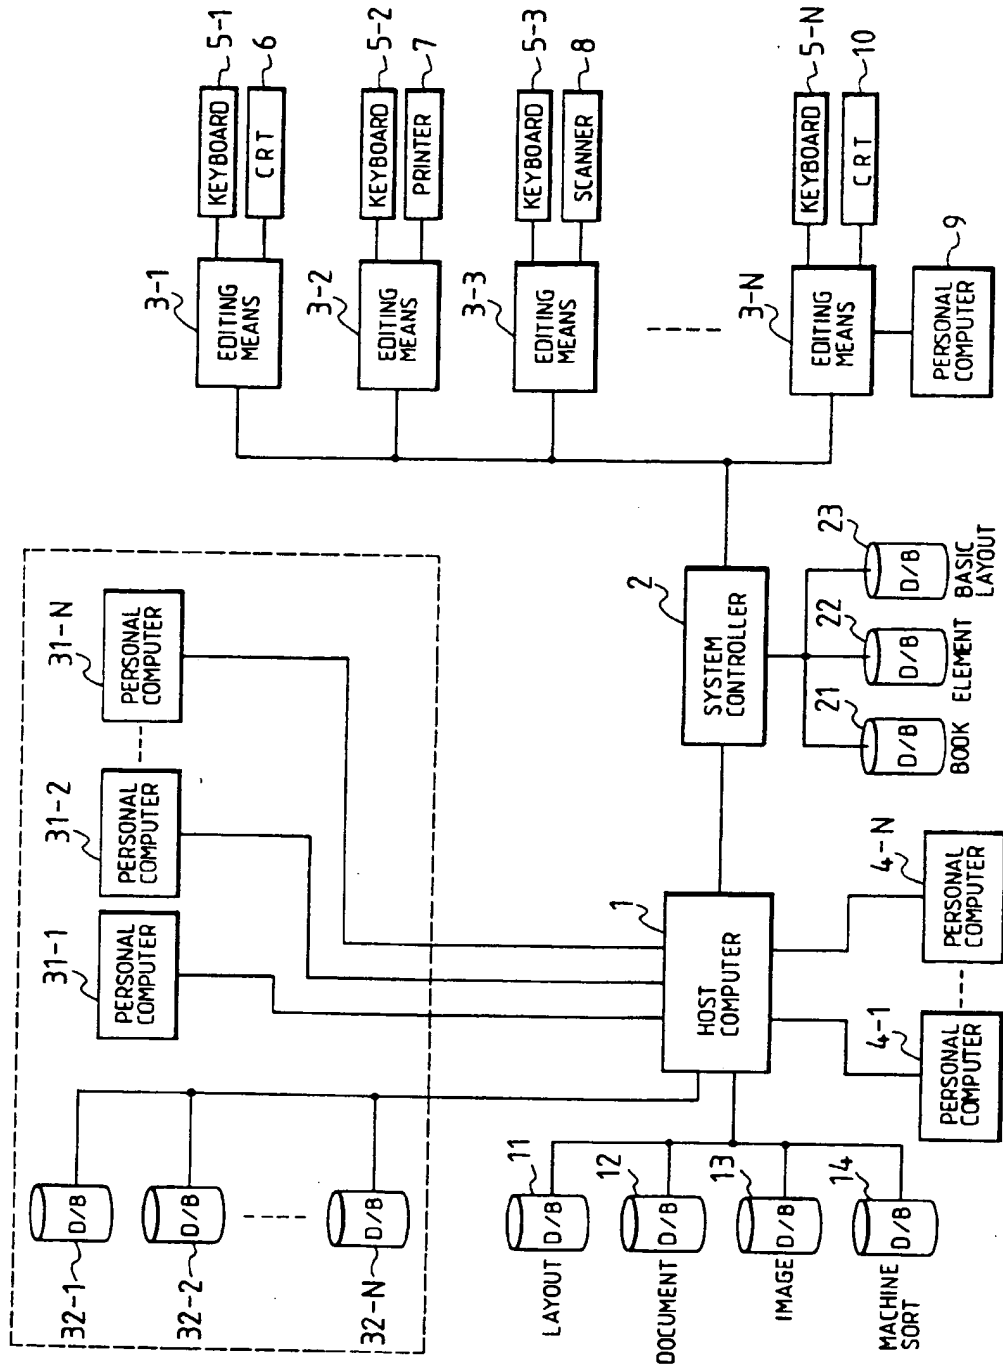 32-1
D/B
32-2
D/B
32-N
D/B
31-1
PERSONAL
COMPUTER
31-2
PERSONAL
COMPUTER
31-N
PERSONAL
COMPUTER
LAYOUT
11
D/B
DOCUMENT
12
D/B
IMAGE
13
D/B
MACHINE
SORT
14
D/B
1
HOST
COMPUTER
4-1
PERSONAL
COMPUTER
4-N
PERSONAL
COMPUTER
2
SYSTEM
CONTROLLER
21
D/B
BOOK
22
D/B
ELEMENT
23
D/B
BASIC
LAYOUT
3-1
EDITING
MEANS
KEYBOARD
5-1
CRT
6
3-2
EDITING
MEANS
KEYBOARD
5-2
PRINTER
7
3-3
EDITING
MEANS
KEYBOARD
5-3
SCANNER
8
3-N
EDITING
MEANS
KEYBOARD
5-N
CRT
10
PERSONAL
COMPUTER
9